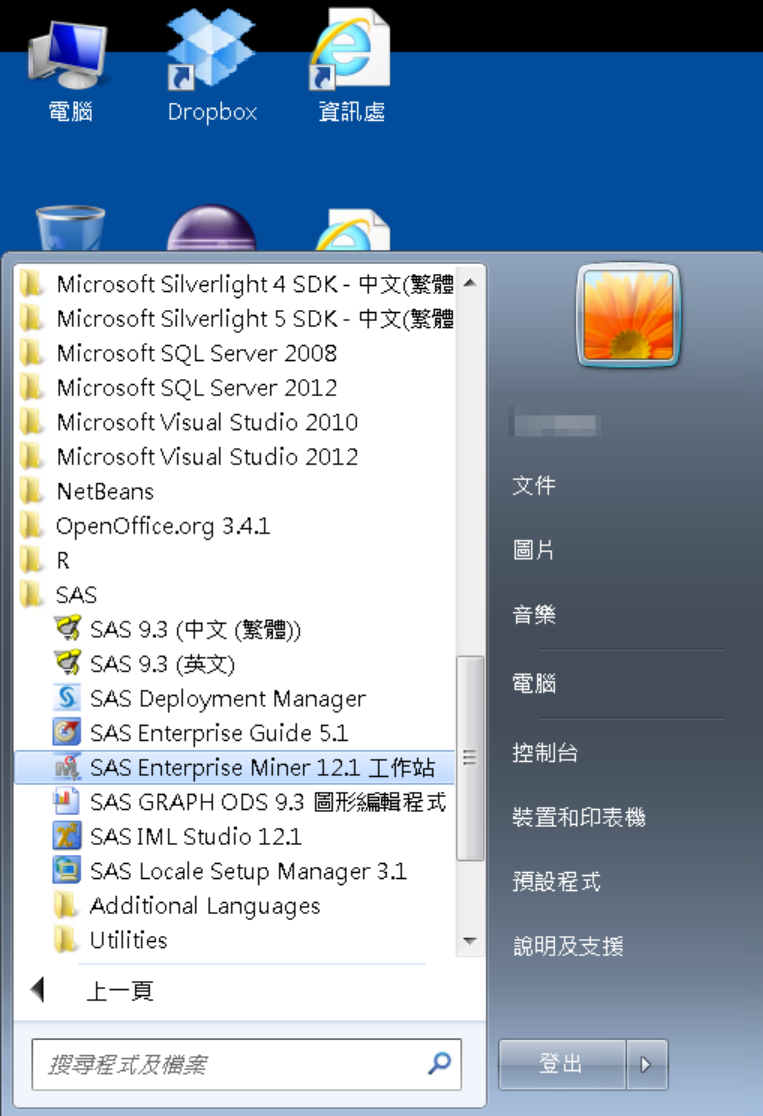 電腦
Dropbox
資訊處
Microsoft Silverlight 4 SDK - 中文(繁體
Microsoft Silverlight 5 SDK - 中文(繁體
Microsoft SQL Server 2008
Microsoft SQL Server 2012
Microsoft Visual Studio 2010
Microsoft Visual Studio 2012
NetBeans
OpenOffice.org 3.4.1
R
SAS
SAS 9.3 (中文 (繁體))
SAS 9.3 (英文)
SAS Deployment Manager
SAS Enterprise Guide 5.1
SAS Enterprise Miner 12.1 工作站
SAS GRAPH ODS 9.3 圖形編輯程式
SAS IML Studio 12.1
SAS Locale Setup Manager 3.1
Additional Languages
Utilities
上一頁
搜尋程式及檔案
文件
圖片
音樂
電腦
控制台
裝置和印表機
預設程式
說明及支援
登出